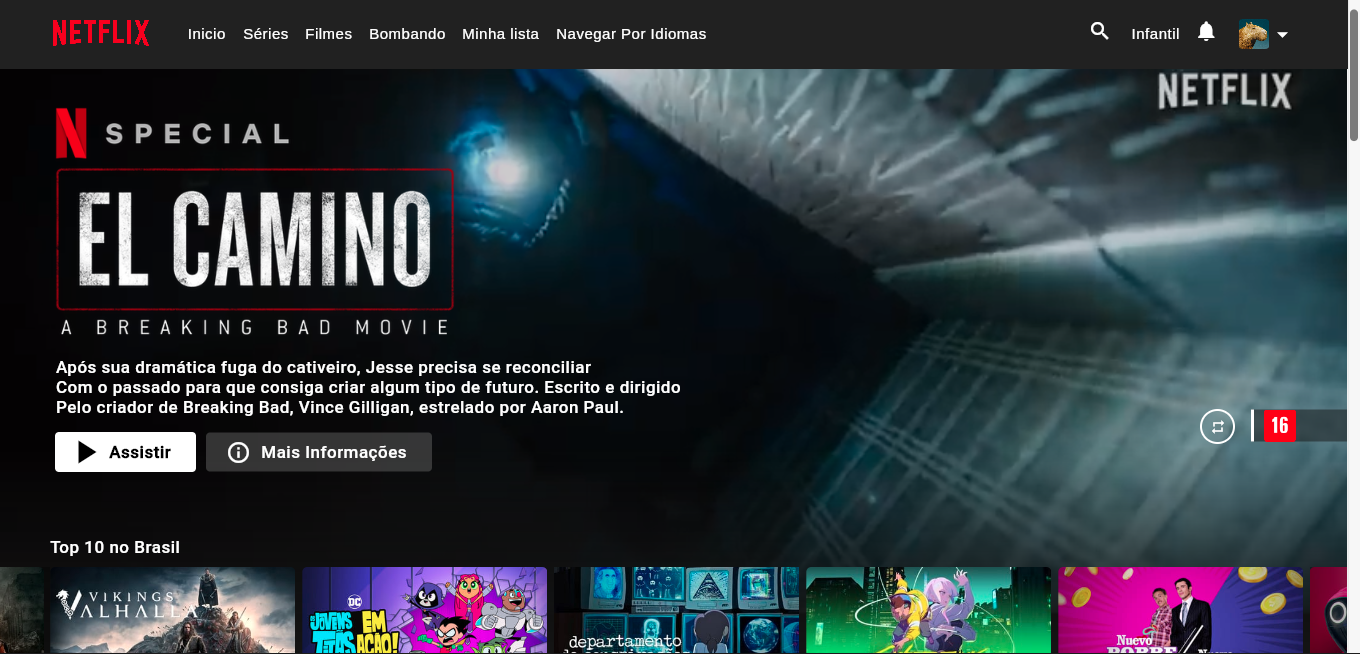 NETFLIX Inicio Séries Filmes Bombando Minha lista Navegar Por Idiomas Infantil
NETFLIX
N SPECIAL
EL CAMINO
A BREAKING BAD MOVIE
Após sua dramática fuga do cativeiro, Jesse precisa se reconciliar
Com o passado para que consiga criar algum tipo de futuro. Escrito e dirigido
Pelo criador de Breaking Bad, Vince Gilligan, estrelado por Aaron Paul.
16
Assistir Mais Informações
Top 10 no Brasil
VIKINGS
VALHALLA
DC
JOVENS
TITÃS
EM
AÇÃO!
departamento
Nuevo